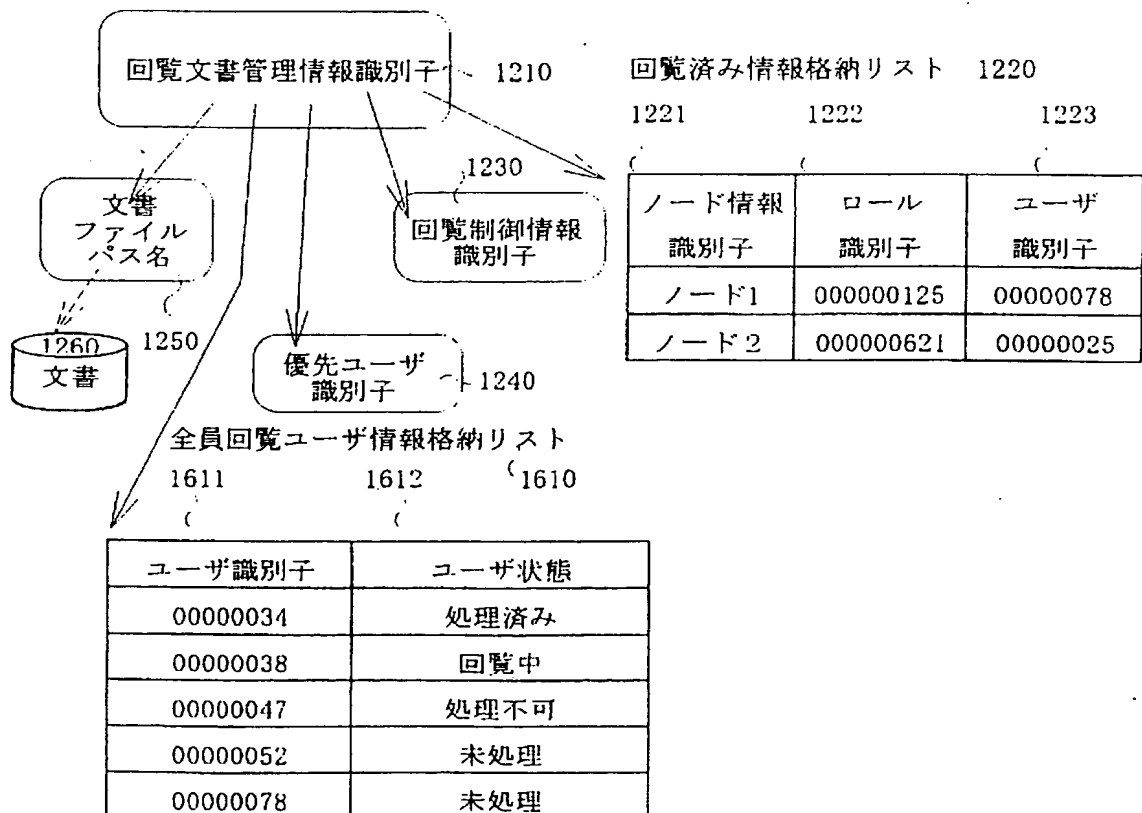 回覧文書管理情報識別子 1210
回覧済み情報格納リスト 1220
1221 1222 1223
ノード情報識別子 ロール識別子 ユーザ識別子
ノード1 000000125 00000078
ノード2 000000621 00000025
1230
回覧制御情報
識別子
文書
ファイル
パス名
1250
1260
文書
優先ユーザ
識別子
1240
全員回覧ユーザ情報格納リスト
1611 1612 1610
ユーザ識別子 ユーザ状態
00000034 処理済み
00000038 回覧中
00000047 処理不可
00000052 未処理
00000078 未処理